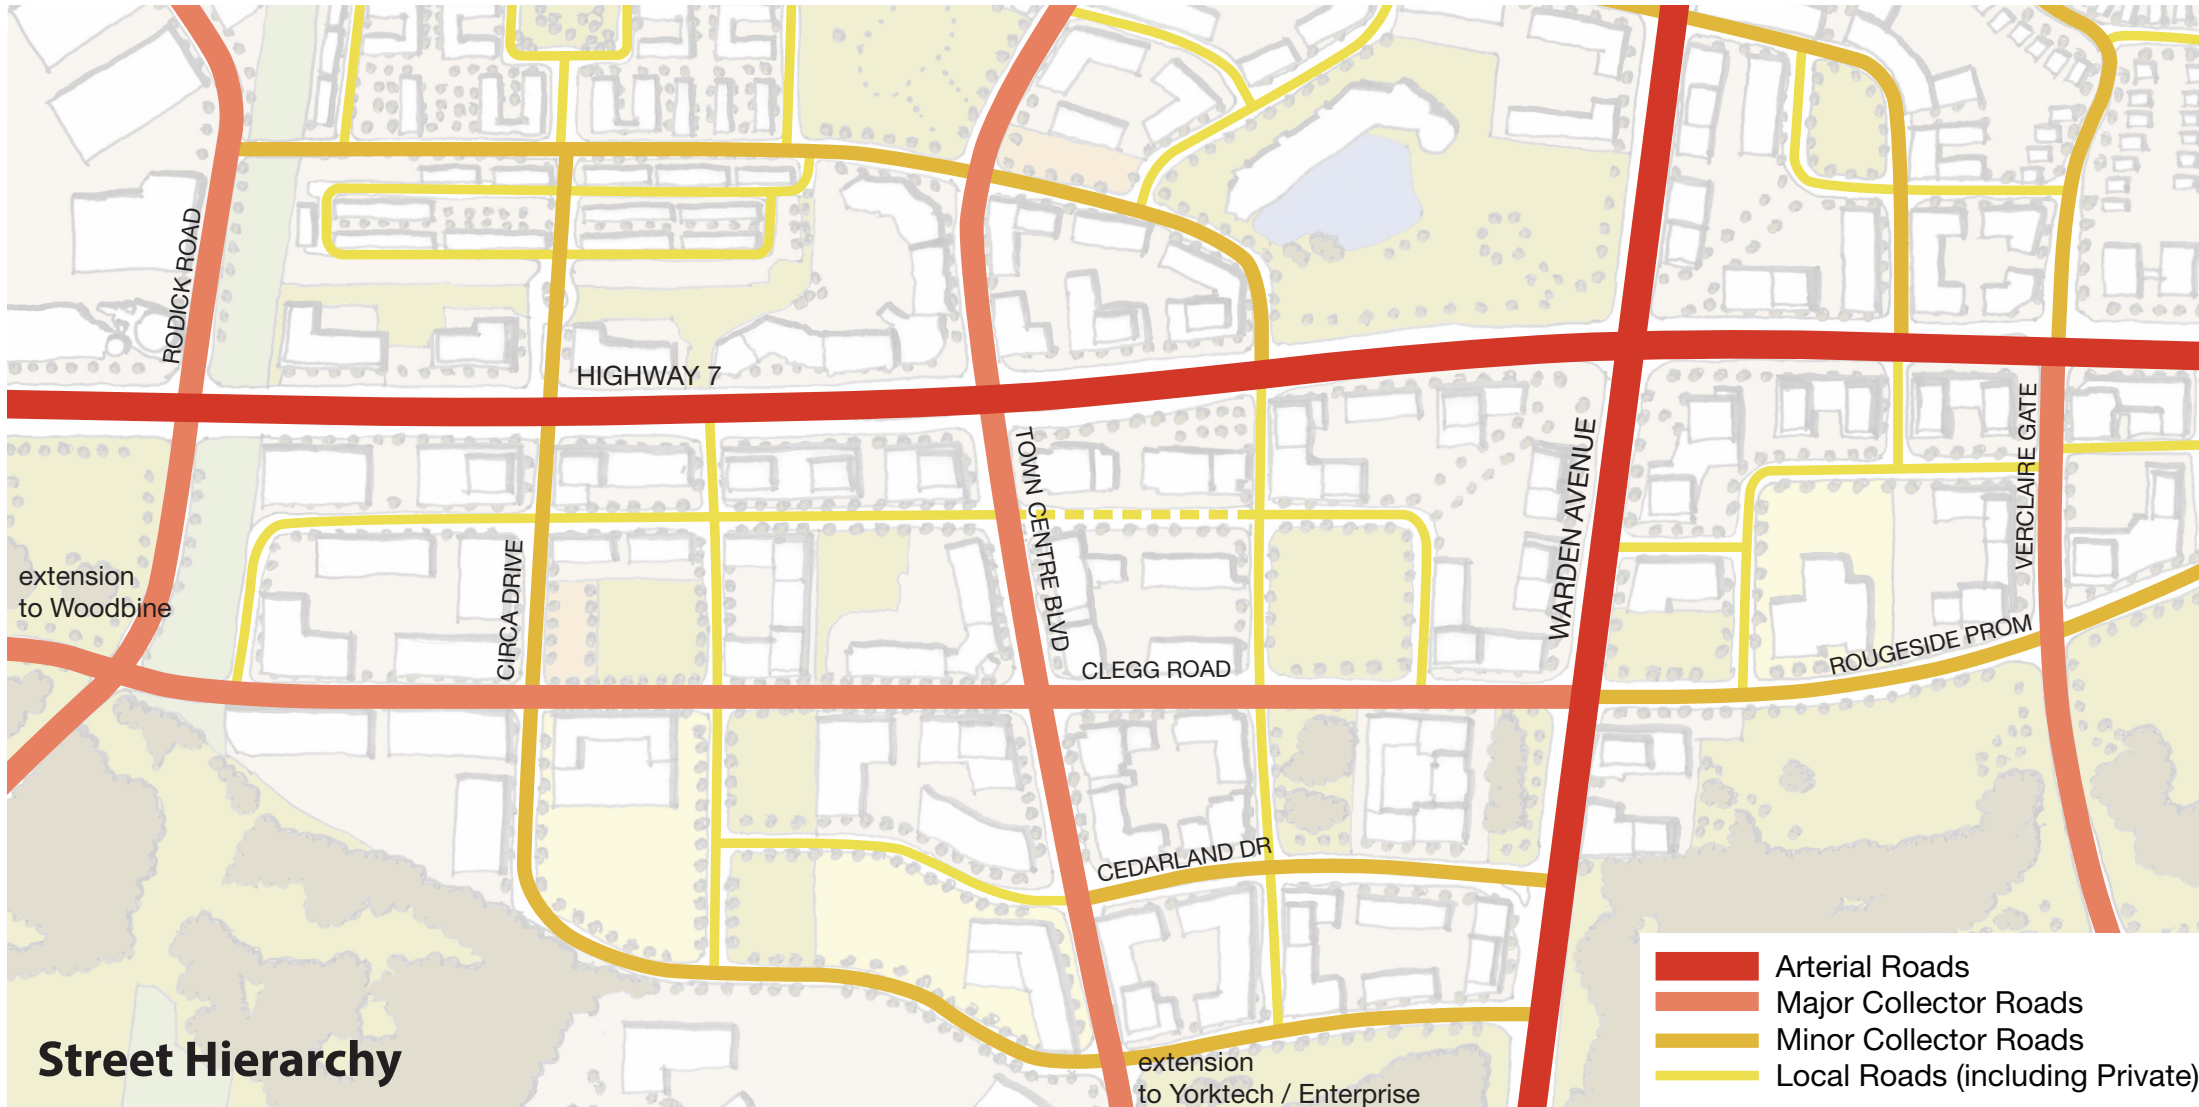 RODICK ROAD
HIGHWAY 7
TOWN CENTRE BLVD
WARDEN AVENUE
VERCLAIRE GATE
extension
to Woodbine
CIRCA DRIVE
CLEGG ROAD
ROUGESIDE PROM
CEDARLAND DR
Street Hierarchy
extension
to Yorktech / Enterprise
Arterial Roads
Major Collector Roads
Minor Collector Roads
Local Roads (including Private)